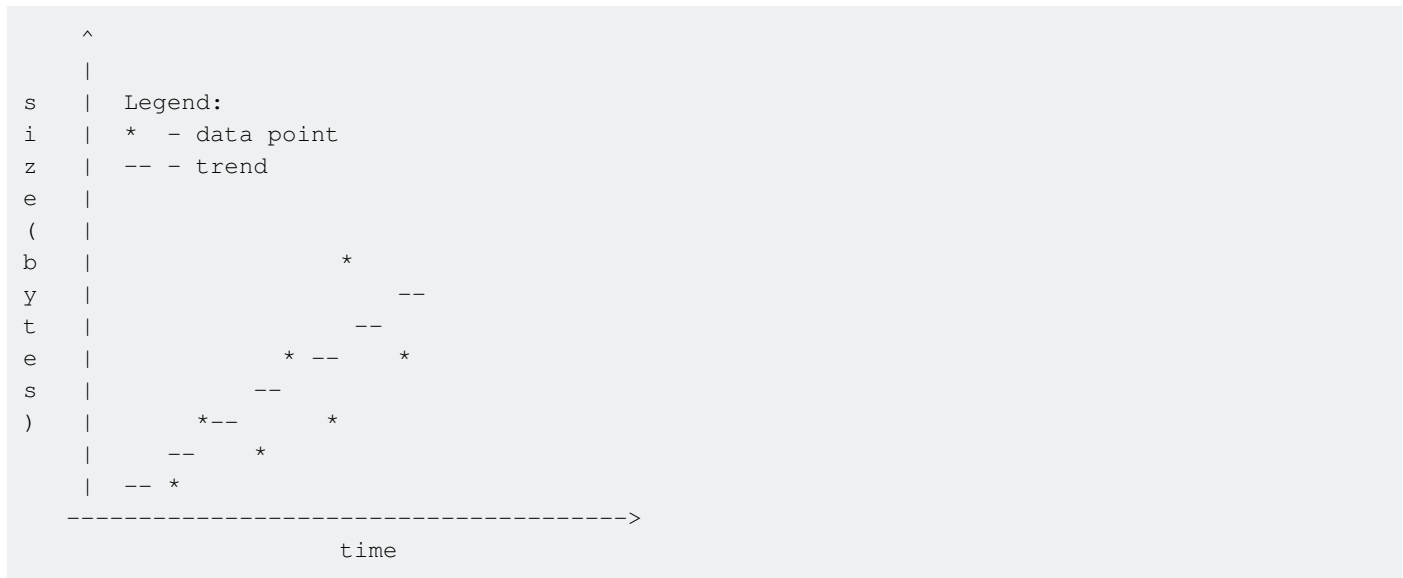 ^
    |
s   |  Legend:
i   |  *  - data point
z   |  -- - trend
e   |
(   |
b   |                 *
y   |                     --
t   |                  --
e   |             * --    *
s   |           --
)   |       *--      *
    |     --    *
    |  -- *
   --------------------------------------->
                      time